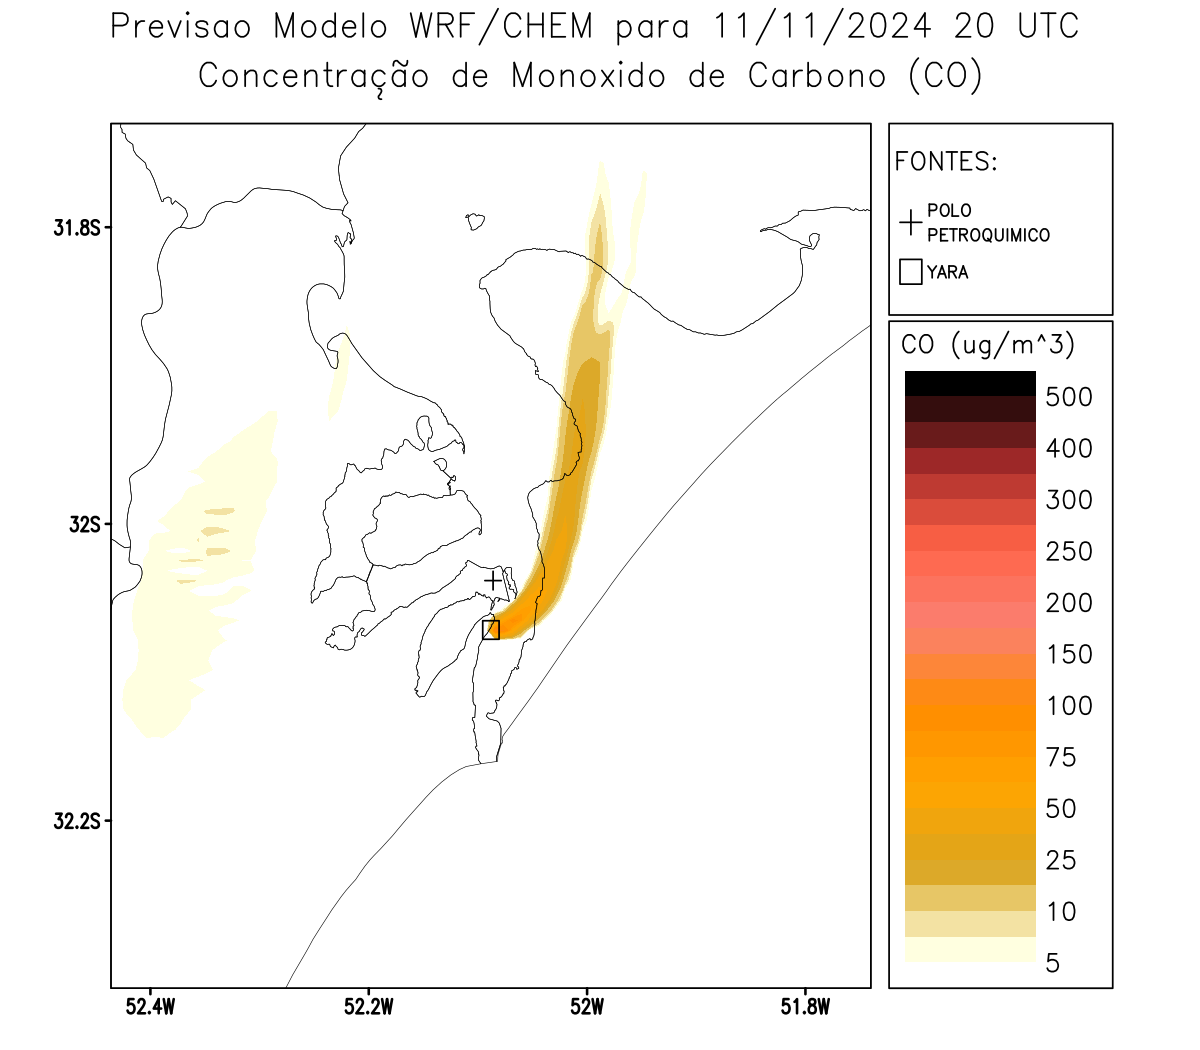 Previsao Modelo WRF/CHEM para 11/11/2024 20 UTC
Concentração de Monoxido de Carbono (CO)
FONTES:
POLO
PETROQUIMICO
YARA
CO (ug/m^3)
500
400
300
250
200
150
100
75
50
25
10
5
31.8S
32S
32.2S
52.4W
52.2W
52W
51.8W